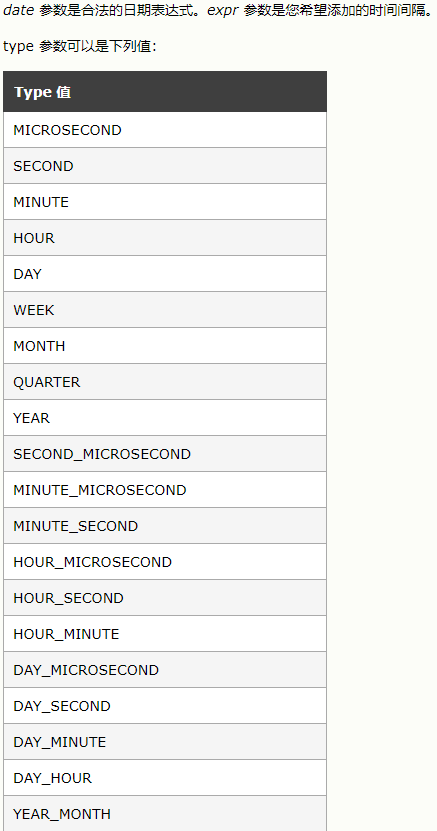 date 参数是合法的日期表达式。expr 参数是您希望添加的时间间隔。
type 参数可以是下列值：
Type 值
MICROSECOND
SECOND
MINUTE
HOUR
DAY
WEEK
MONTH
QUARTER
YEAR
SECOND_MICROSECOND
MINUTE_MICROSECOND
MINUTE_SECOND
HOUR_MICROSECOND
HOUR_SECOND
HOUR_MINUTE
DAY_MICROSECOND
DAY_SECOND
DAY_MINUTE
DAY_HOUR
YEAR_MONTH